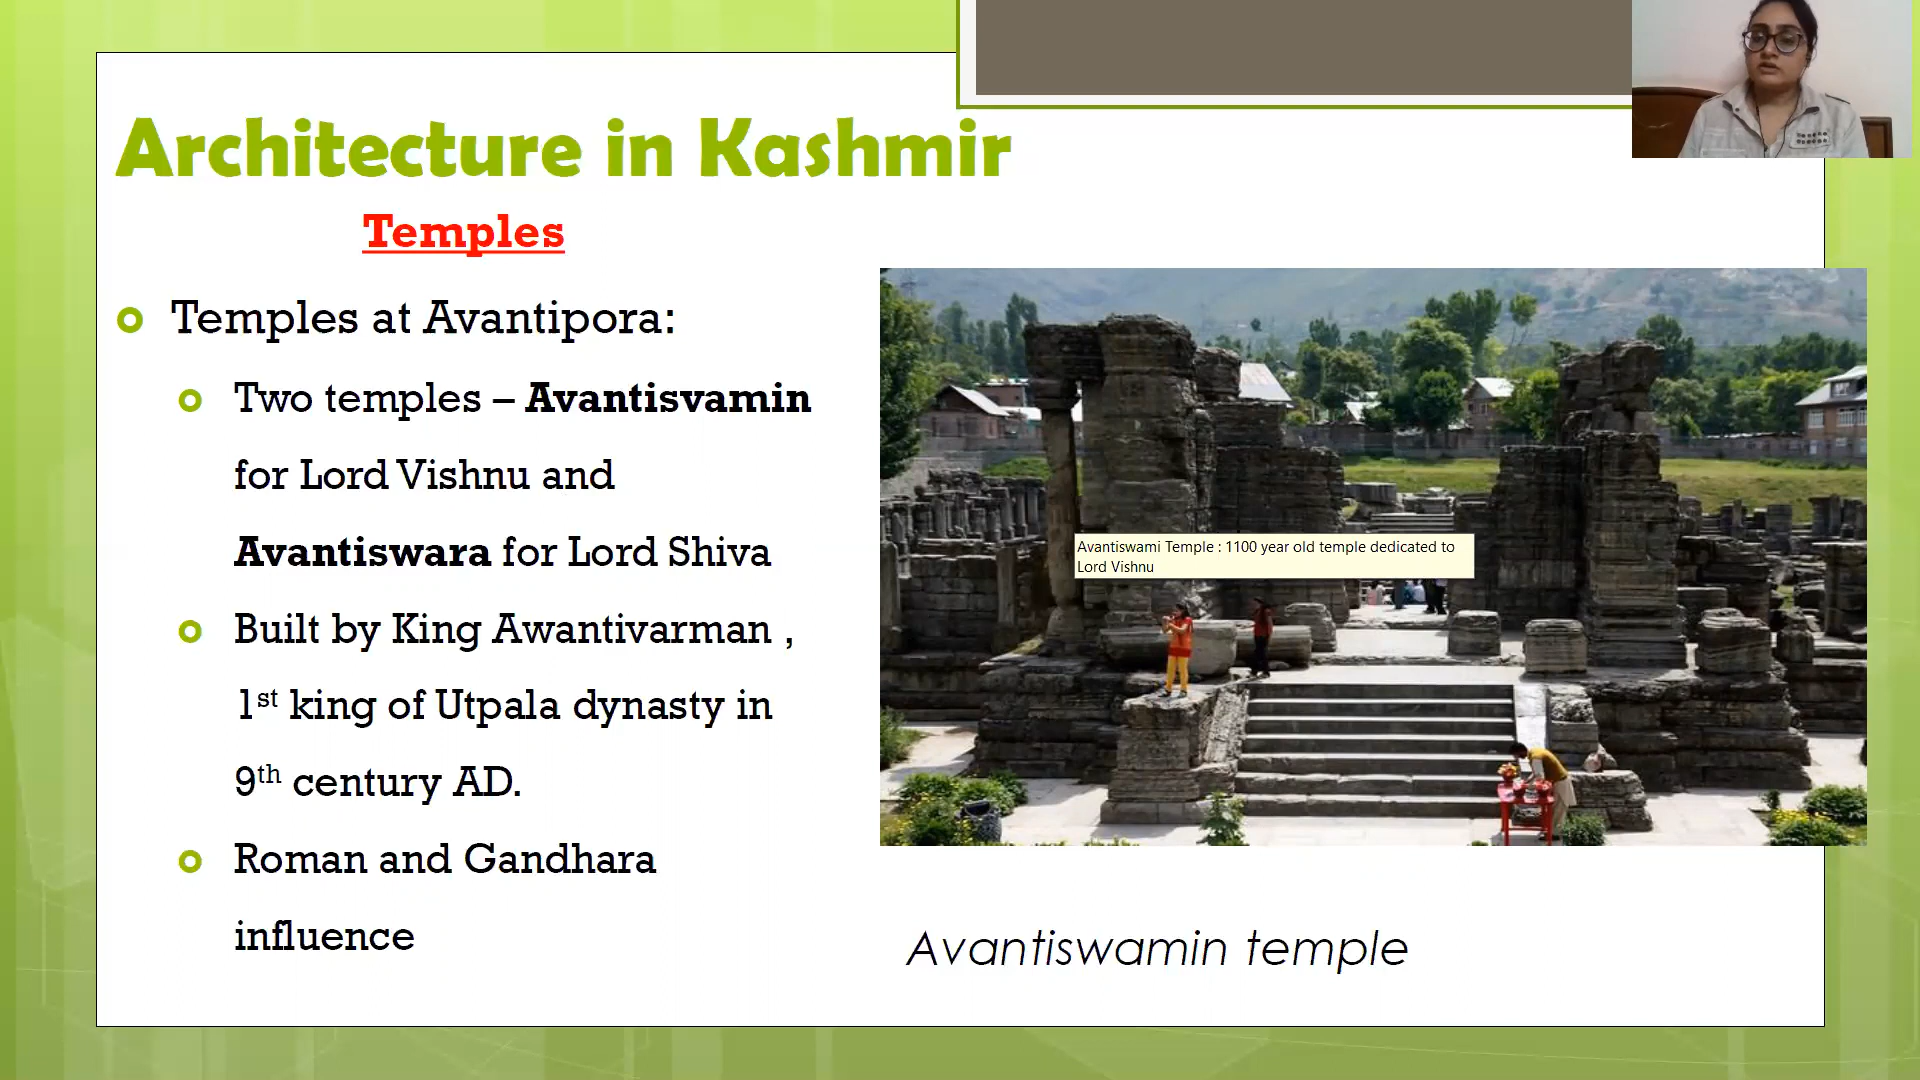 Architecture in Kashmir
Temples
Temples at Avantipora:
Two temples – Avantisvamin
for Lord Vishnu and
Avantiswara for Lord Shiva
Built by King Awantivarman ,
1st king of Utpala dynasty in
9th century AD.
Roman and Gandhara
influence
Avantiswami Temple : 1100 year old temple dedicated to
Lord Vishnu
Avantiswamin temple